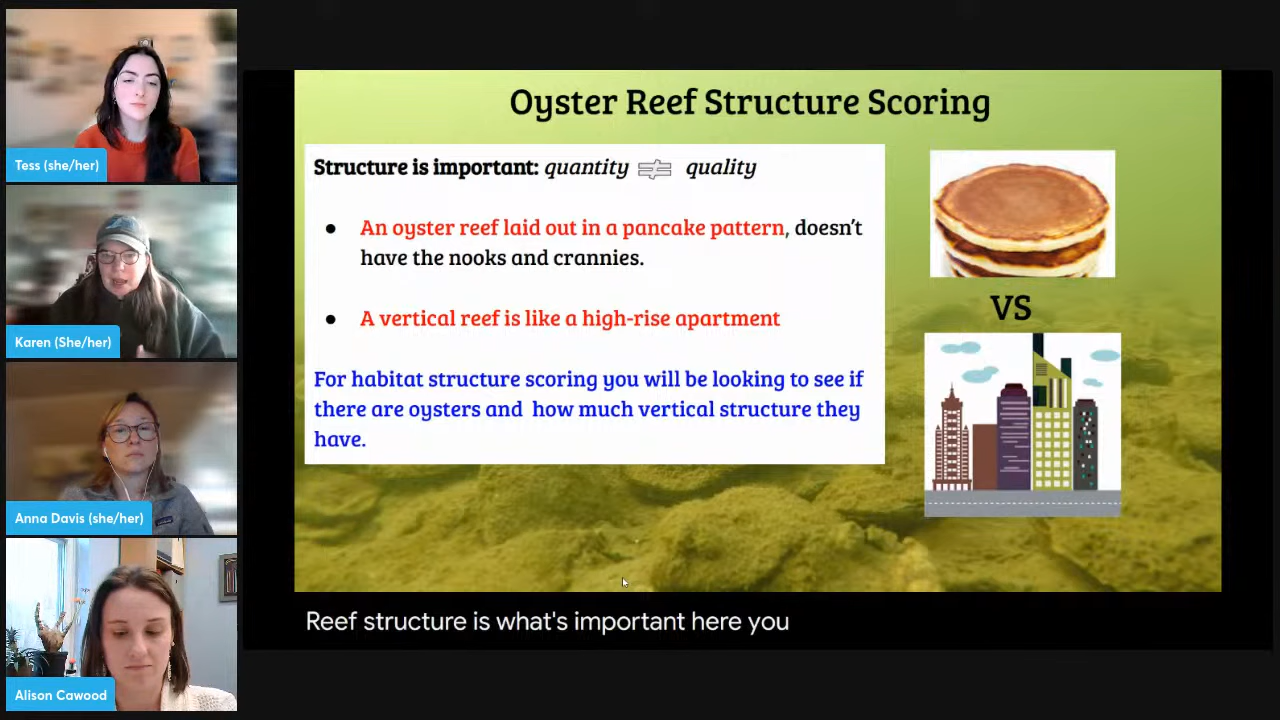 Tess (she/her)
Karen (She/her)
Anna Davis (she/her)
Alison Cawood
Oyster Reef Structure Scoring
Structure is important: quantity ≠ quality
● An oyster reef laid out in a pancake pattern, doesn't
have the nooks and crannies.
● A vertical reef is like a high-rise apartment
For habitat structure scoring you will be looking to see if
there are oysters and how much vertical structure they
have.
VS
Reef structure is what's important here you